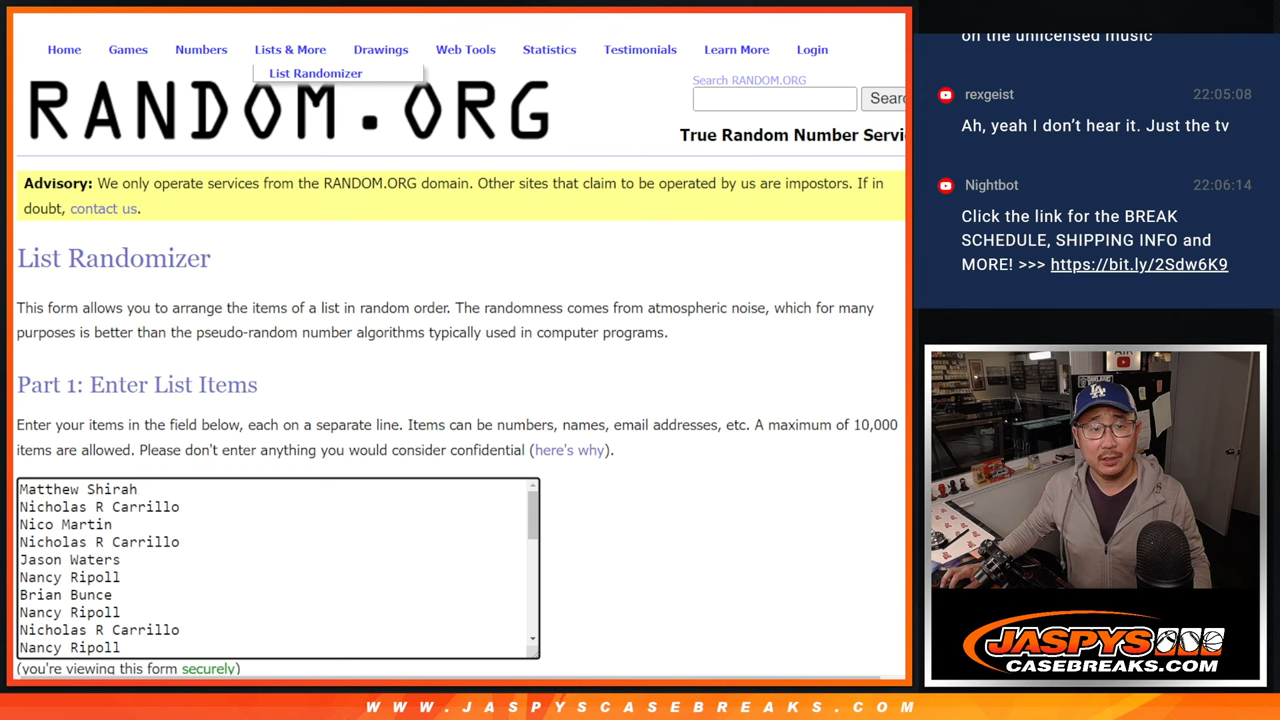 Home Games Numbers Lists & More Drawings Web Tools Statistics Testimonials Learn More Login
List Randomizer
RANDOM.ORG
Search RANDOM.ORG
Sear
True Random Number Servi
Advisory: We only operate services from the RANDOM.ORG domain. Other sites that claim to be operated by us are impostors. If in
doubt, contact us.
List Randomizer
This form allows you to arrange the items of a list in random order. The randomness comes from atmospheric noise, which for many
purposes is better than the pseudo-random number algorithms typically used in computer programs.
Part 1: Enter List Items
Enter your items in the field below, each on a separate line. Items can be numbers, names, email addresses, etc. A maximum of 10,000
items are allowed. Please don't enter anything you would consider confidential (here's why).
Matthew Shirah
Nicholas R Carrillo
Nico Martin
Nicholas R Carrillo
Jason Waters
Nancy Ripoll
Brian Bunce
Nancy Ripoll
Nicholas R Carrillo
Nancy Ripoll
(you're viewing this form securely)
on the unlicensed music
rexgeist 22:05:08
Ah, yeah I don't hear it. Just the tv
Nightbot 22:06:14
Click the link for the BREAK
SCHEDULE, SHIPPING INFO and
MORE! >>> https://bit.ly/2Sdw6K9
LA
JASPYS
CASEBREAKS.COM
WWW.JASPYSCASEBREAKS.COM